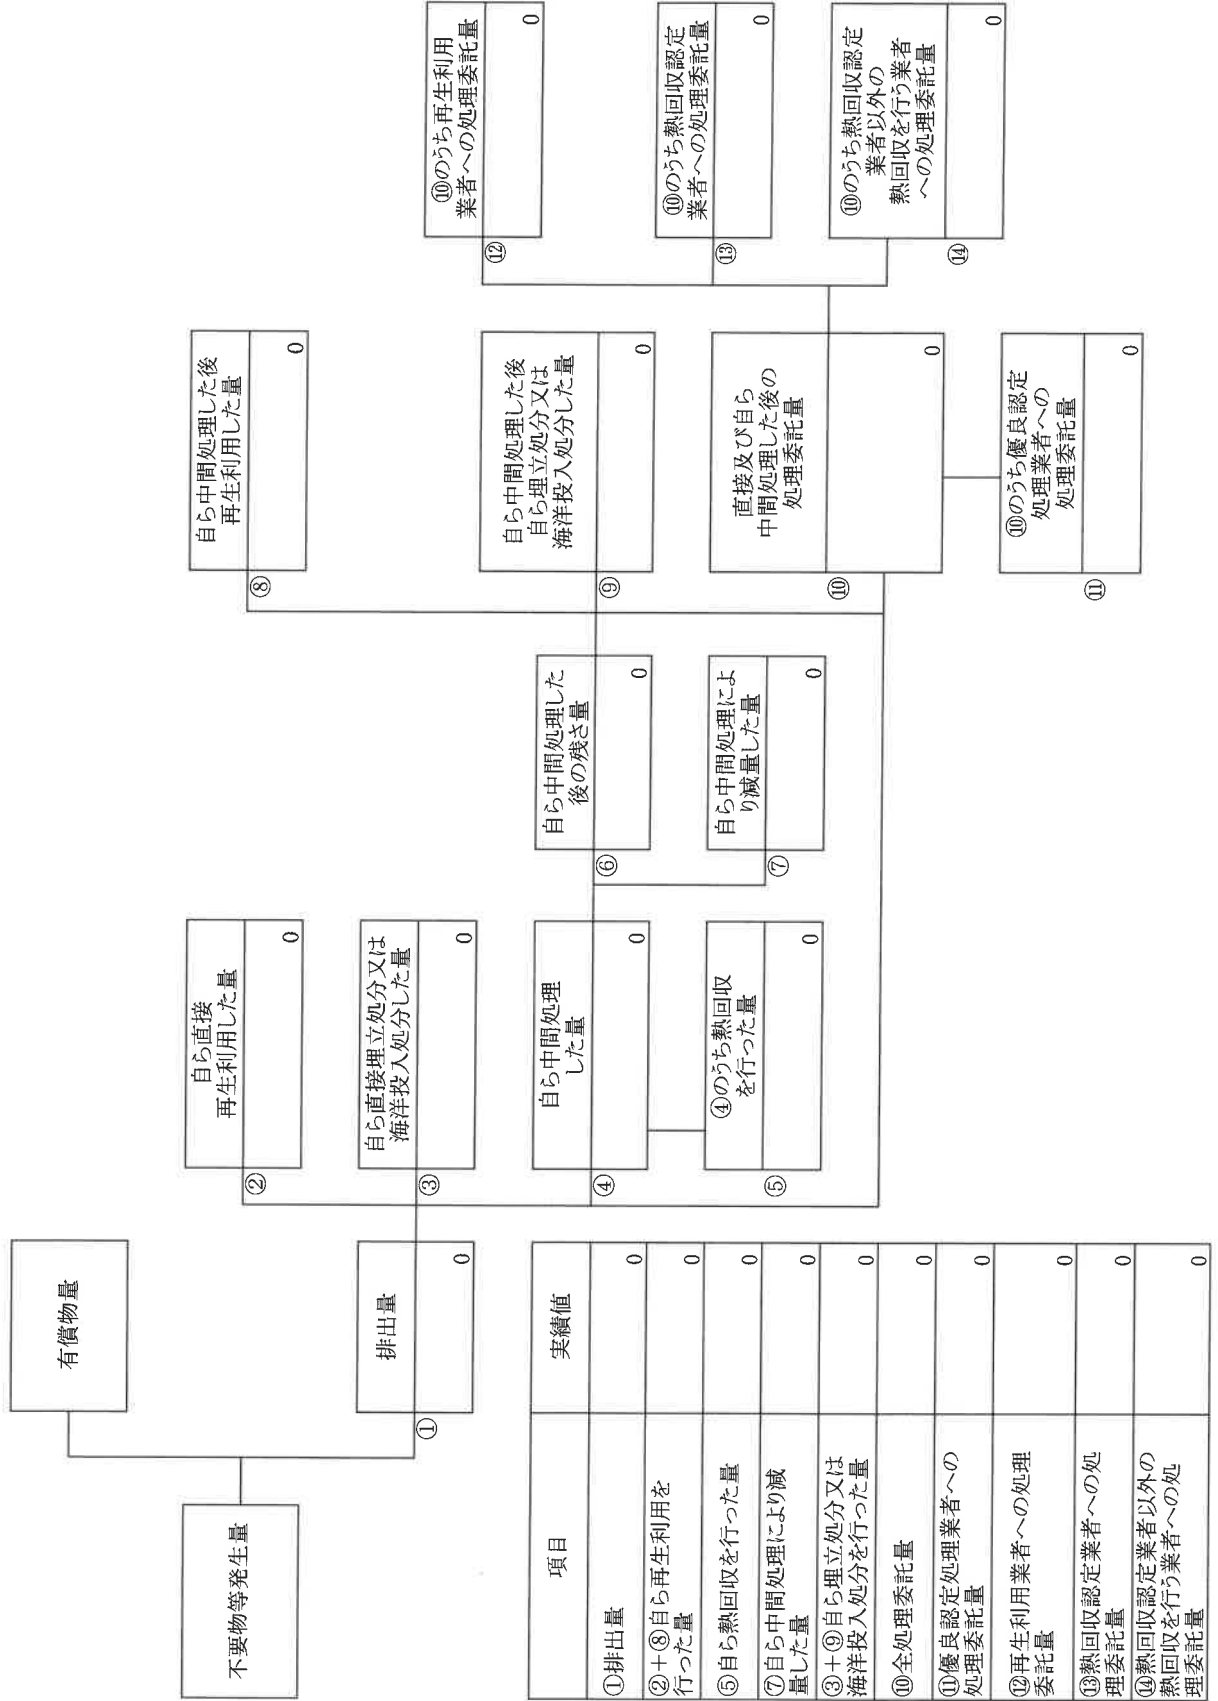 不要物等発生量
有償物量
①
排出量
0
②
自ら直接
再生利用した量
0
③
自ら直接埋立処分又は
海洋投入処分した量
0
④
自ら中間処理
した量
0
⑤
④のうち熱回収
を行った量
0
⑥
自ら中間処理した
後の残さ量
0
⑦
自ら中間処理によ
り減量した量
0
⑧
自ら中間処理した後
再生利用した量
0
⑨
自ら中間処理した後
自ら埋立処分又は
海洋投入処分した量
0
⑩
直接及び自ら
中間処理した後の
処理委託量
0
⑪
⑩のうち優良認定
処理業者への
処理委託量
0
⑫
⑩のうち再生利用
業者への処理委託量
0
⑬
⑩のうち熱回収認定
業者への処理委託量
0
⑭
⑩のうち熱回収認定
業者以外の
熱回収を行う業者
への処理委託量
0
項目
実績値
①排出量
0
②+⑧自ら再生利用を
行った量
0
⑤自ら熱回収を行った量
0
⑦自ら中間処理により減
量した量
0
③+⑨自ら埋立処分又は
海洋投入処分を行った量
0
⑩全処理委託量
0
⑪優良認定処理業者への
処理委託量
0
⑫再生利用業者への処理
委託量
0
⑬熱回収認定業者への処
理委託量
0
⑭熱回収認定業者以外の
熱回収を行う業者への処
理委託量
0